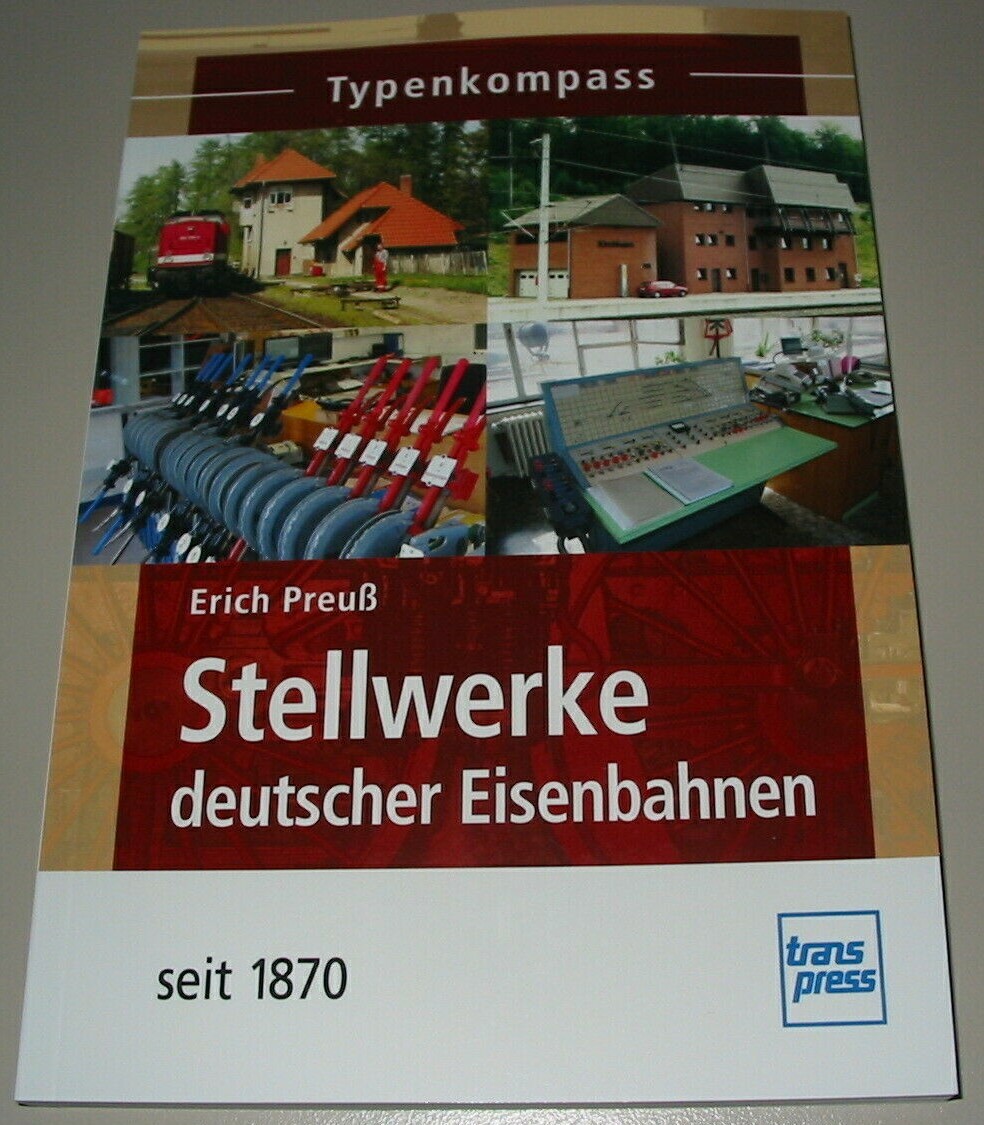 Typenkompass
Erich Preuß
Stellwerke
deutscher Eisenbahnen
seit 1870
trans
press